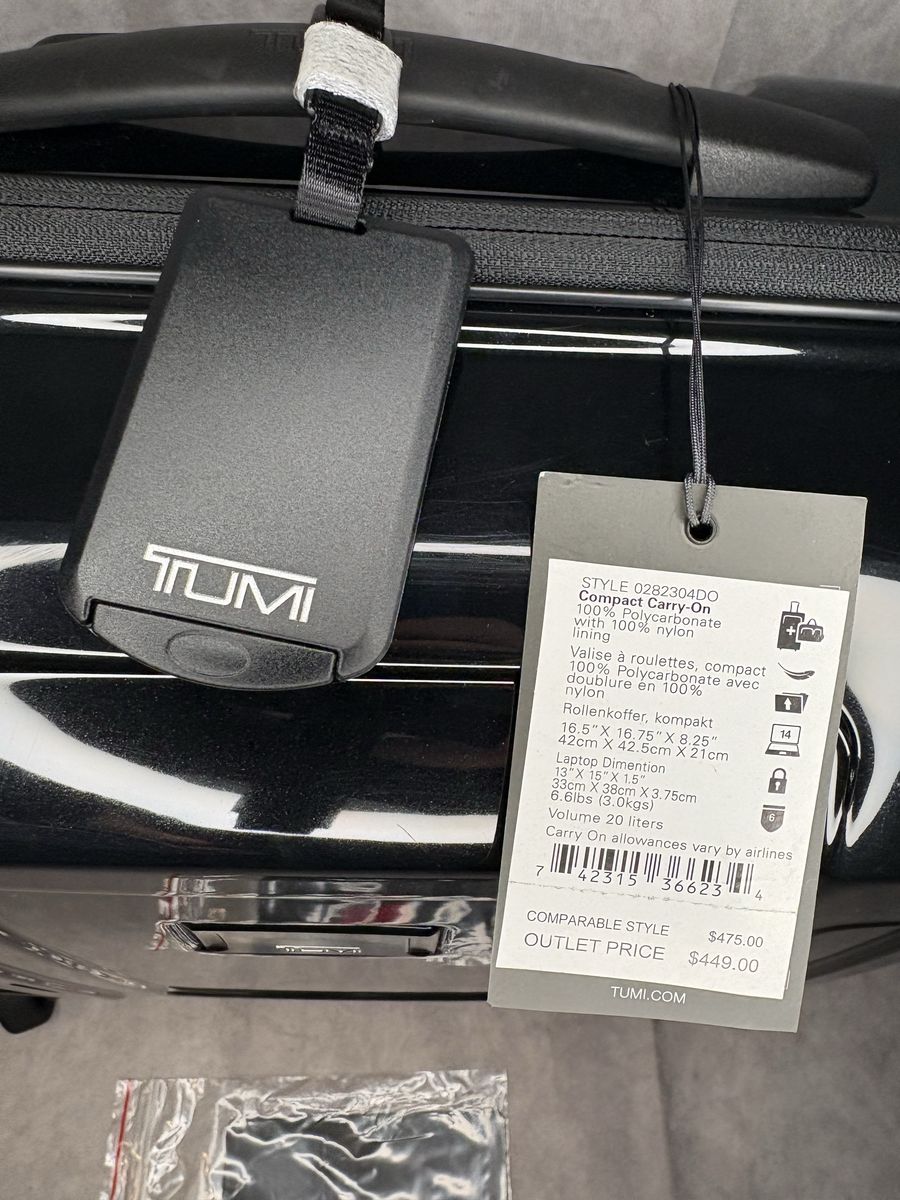 TUMI
STYLE 0282304DO
Compact Carry-On
100% Polycarbonate
with 100% nylon
lining
Valise à roulettes, compact
100% Polycarbonate avec
doublure en 100%
nylon
Rollenkoffer, kompakt
16.5” X 16.75” X 8.25”
42cm X 42.5cm X 21cm
Laptop Dimention
13” X 15” X 1.5”
33cm X 38cm X 3.75cm
6.6lbs (3.0kgs)
Volume 20 liters
Carry On allowances vary by airlines
14
6
7 42315 36623 4
COMPARABLE STYLE $475.00
OUTLET PRICE $449.00
TUMI.COM
TUMI